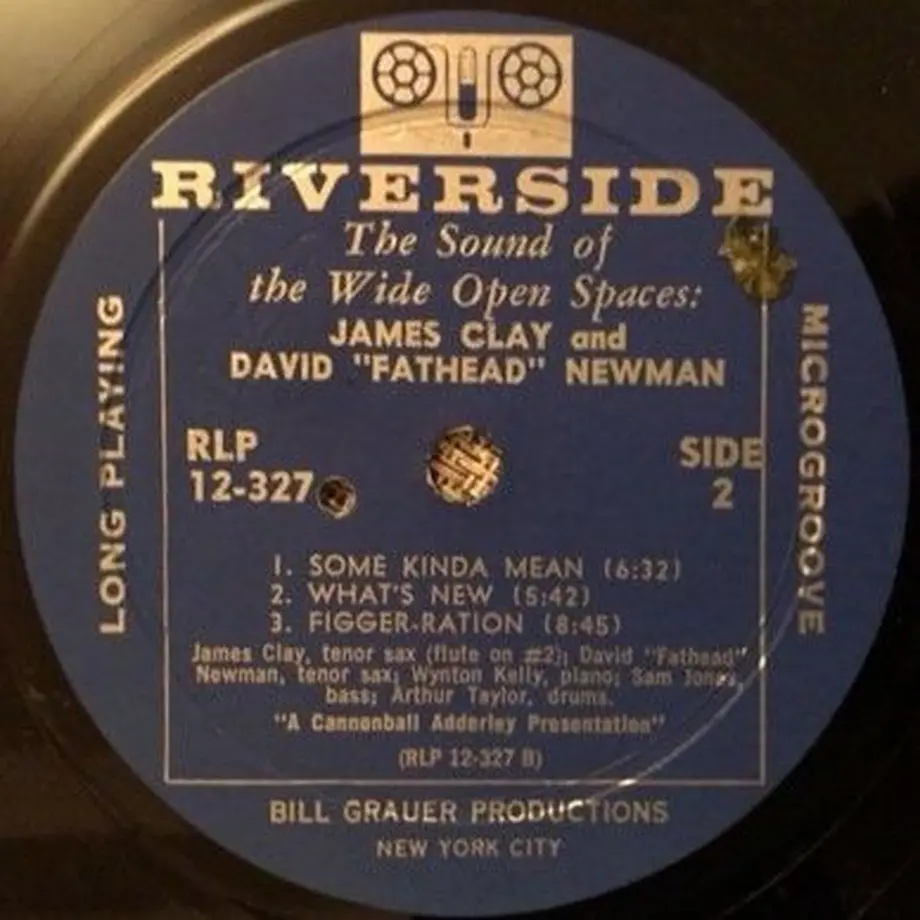 RIVERSIDE
The Sound of
the Wide Open Spaces:
JAMES CLAY and
DAVID "FATHEAD" NEWMAN
LONG PLAYING
MICROGROOVE
RLP
12-327
SIDE
2
1. SOME KINDA MEAN (6:32)
2. WHAT'S NEW (5:42)
3. FIGGER-RATION (8:45)
James Clay, tenor sax (flute on #2); David "Fathead"
Newman, tenor sax; Wynton Kelly, piano; Sam Jones,
bass; Arthur Taylor, drums.
"A Cannonball Adderley Presentation"
(RLP 12-327 B)
BILL GRAUER PRODUCTIONS
NEW YORK CITY